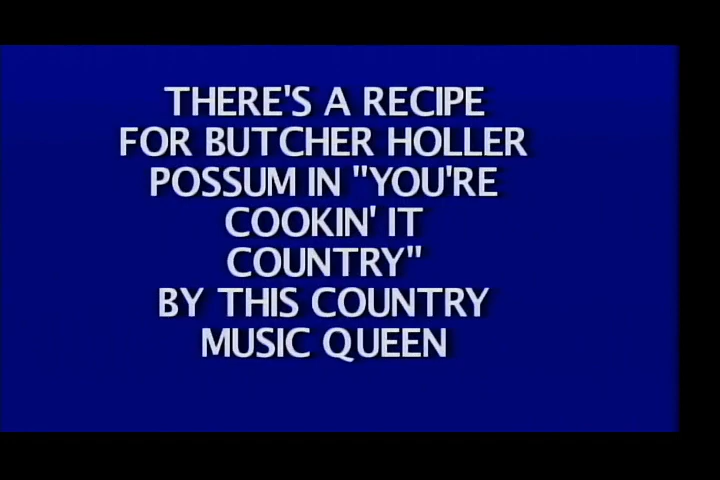 THERE'S A RECIPE
FOR BUTCHER HOLLER
POSSUM IN "YOU'RE
COOKIN' IT
COUNTRY"
BY THIS COUNTRY
MUSIC QUEEN